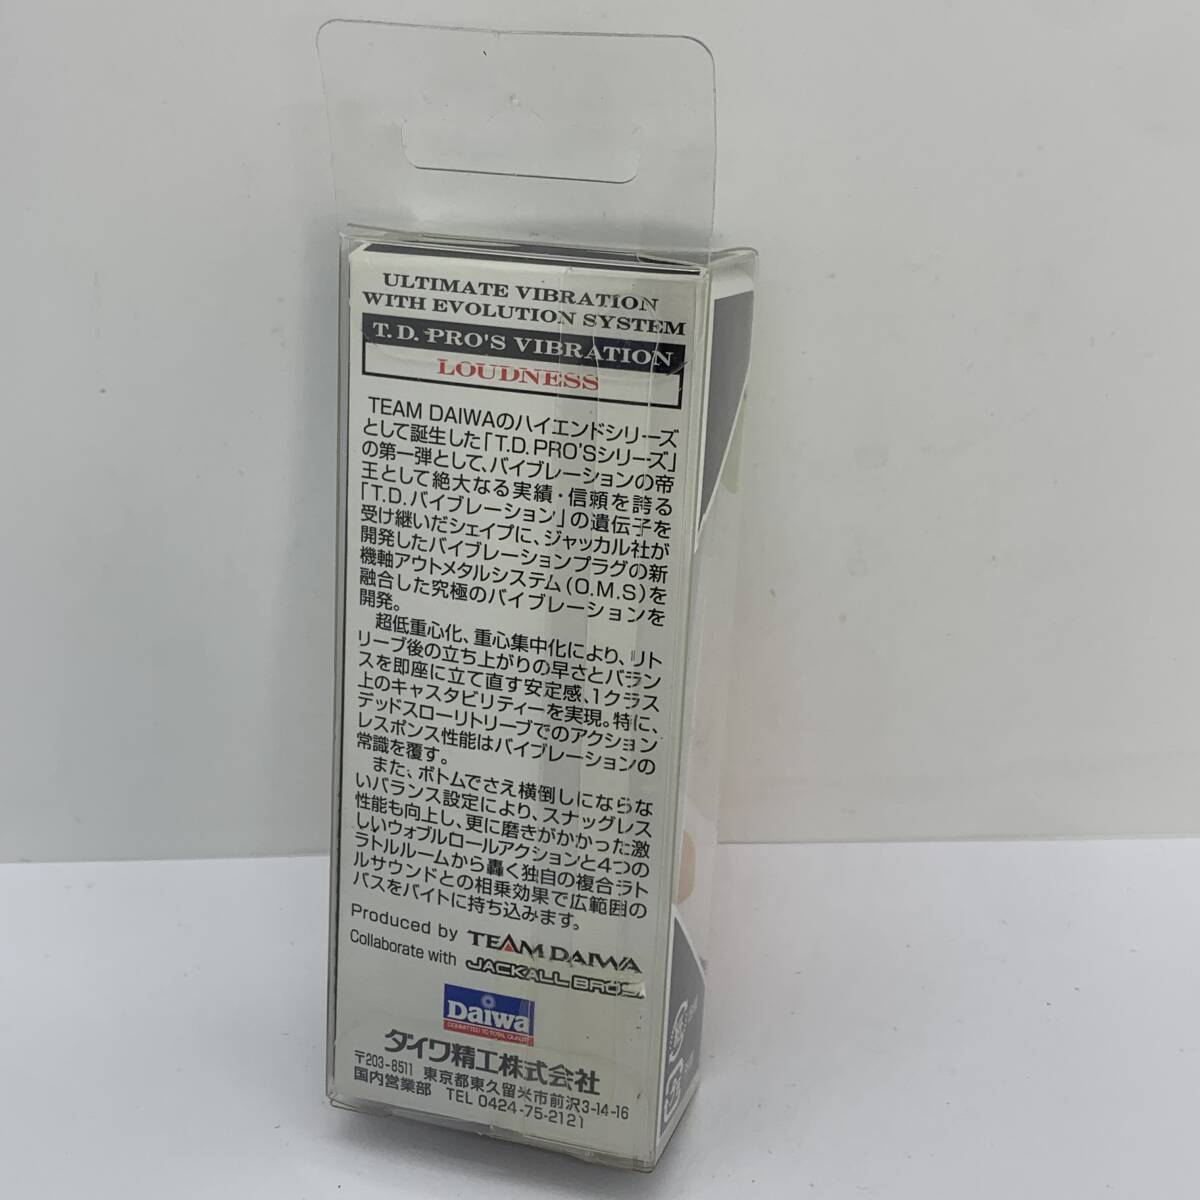 ULTIMATE VIBRATION
WITH EVOLUTION SYSTEM
T.D. PRO'S VIBRATION
LOUDNESS
TEAM DAIWAのハイエンドシリーズ
として誕生した「T.D.PRO'Sシリーズ」
の第一弾として、バイブレーションの帝
王として絶大なる実績・信頼を誇る
「T.D.バイブレーション」の遺伝子を
受け継いだシェイプに、ジャッカル社が
開発したバイブレーションプラグの新
機軸アウトメタルシステム(O.M.S)を
融合した究極のバイブレーションを
開発。
超低重心化、重心集中化により、リト
リーブ後の立ち上がりの早さとバラン
スを即座に立て直す安定感、1クラス
上のキャスタビリティーを実現。特に、
デッドスローリトリーブでのアクション
レスポンス性能はバイブレーションの
常識を覆す。
また、ボトムでさえ横倒しにならな
いバランス設定により、スナッグレス
性能も向上し、更に磨きがかかった激
しいウォブルロールアクションと4つの
ラトルルームから轟く独自の複合ラト
ルサウンドとの相乗効果で広範囲の
バスをバイトに持ち込みます。
Produced by TEAM DAIWA
Collaborate with JACKALL BROS.
Daiwa
COMMITTED TO TOTAL QUALITY
ダイワ精工株式会社
〒203-8511 東京都東久留米市前沢3-14-16
国内営業部 TEL 0424-75-2121